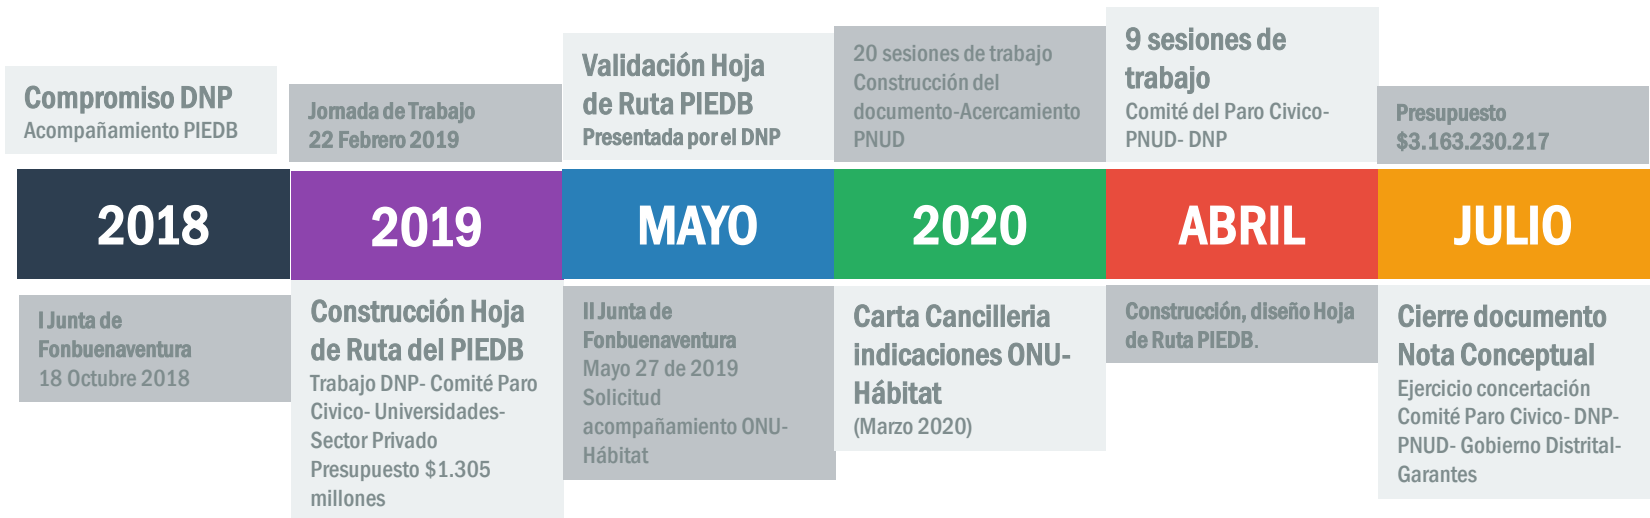 Compromiso DNP
Acompañamiento PIEDB
2018
I Junta de
Fonbuenaventura
18 Octubre 2018
Jornada de Trabajo
22 Febrero 2019
2019
Construcción Hoja
de Ruta del PIEDB
Trabajo DNP- Comité Paro
Civico- Universidades-
Sector Privado
Presupuesto $1.305
millones
Validación Hoja
de Ruta PIEDB
Presentada por el DNP
MAYO
II Junta de
Fonbuenaventura
Mayo 27 de 2019
Solicitud
acompañamiento ONU-
Hábitat
20 sesiones de trabajo
Construcción del
documento-Acercamiento
PNUD
2020
Carta Cancilleria
indicaciones ONU-
Hábitat
(Marzo 2020)
9 sesiones de
trabajo
Comité del Paro Civico-
PNUD- DNP
ABRIL
Construcción, diseño Hoja
de Ruta PIEDB.
Presupuesto
$3.163.230.217
JULIO
Cierre documento
Nota Conceptual
Ejercicio concertación
Comité Paro Civico- DNP-
PNUD- Gobierno Distrital-
Garantes